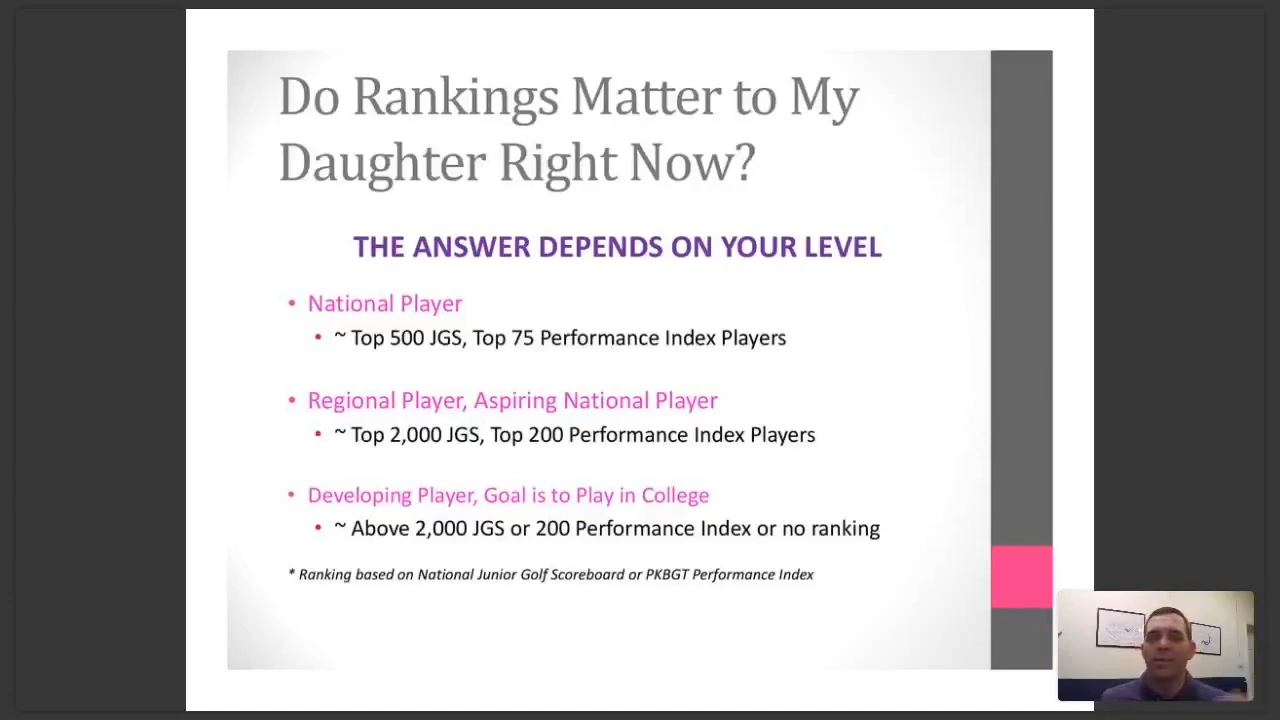 Do Rankings Matter to My
Daughter Right Now?
THE ANSWER DEPENDS ON YOUR LEVEL
• National Player
• ~ Top 500 JGS, Top 75 Performance Index Players
• Regional Player, Aspiring National Player
• ~ Top 2,000 JGS, Top 200 Performance Index Players
• Developing Player, Goal is to Play in College
• ~ Above 2,000 JGS or 200 Performance Index or no ranking
* Ranking based on National Junior Golf Scoreboard or PKBGT Performance Index